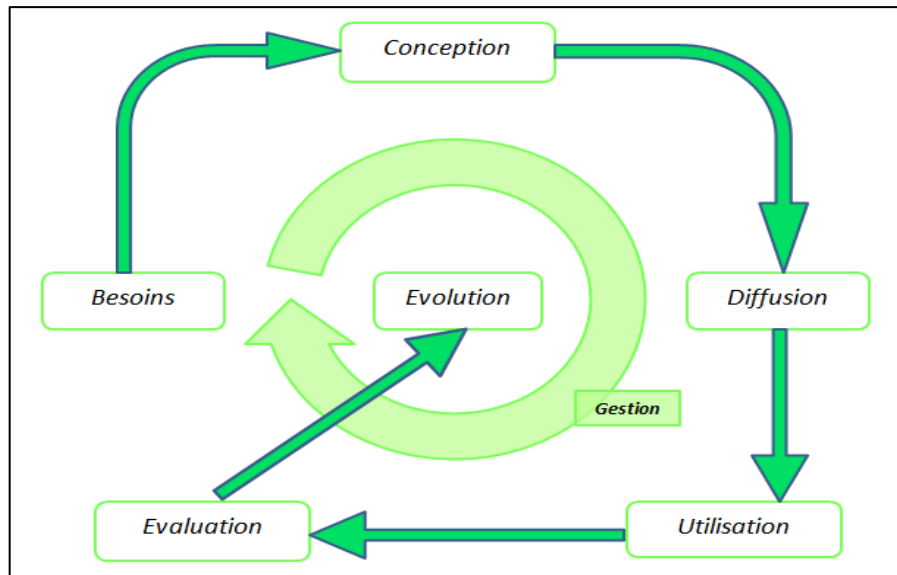 Conception
Besoins
Evolution
Diffusion
Gestion
Evaluation
Utilisation